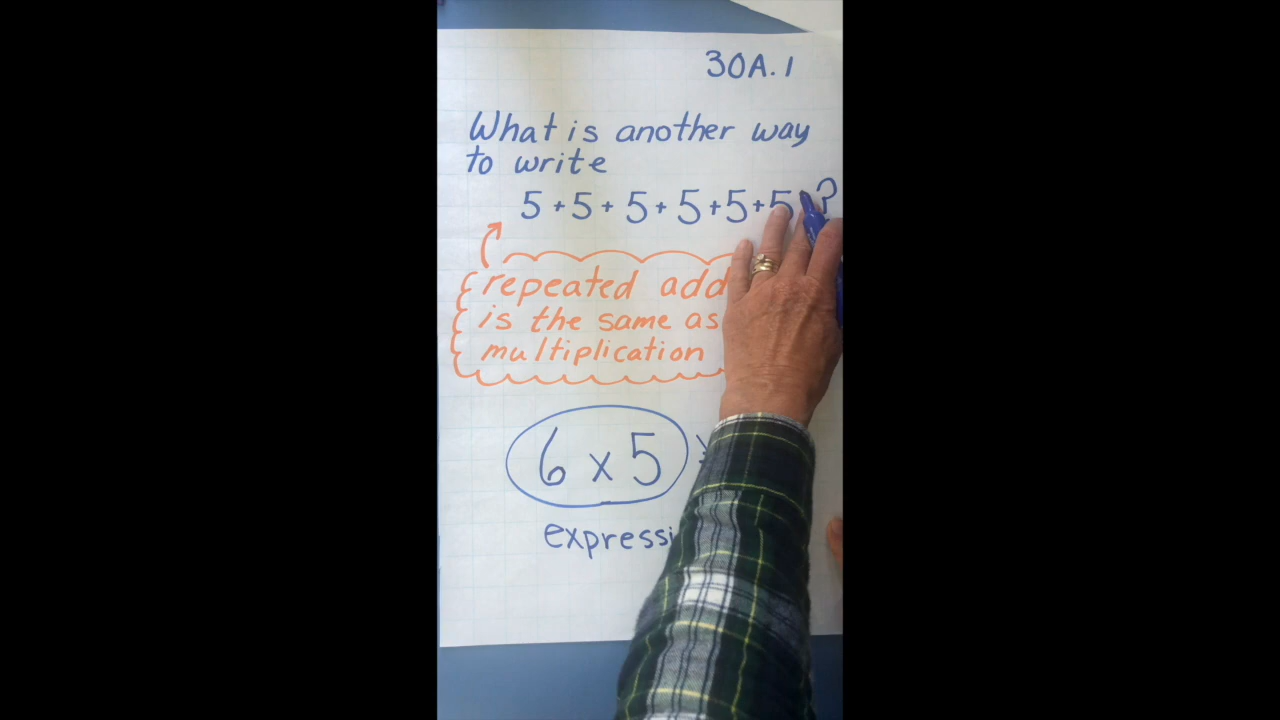 30A.1
What is another way
to write
5 + 5 + 5 + 5 + 5 + 5 ?
repeated add
is the same as
multiplication
6 x 5
expressi